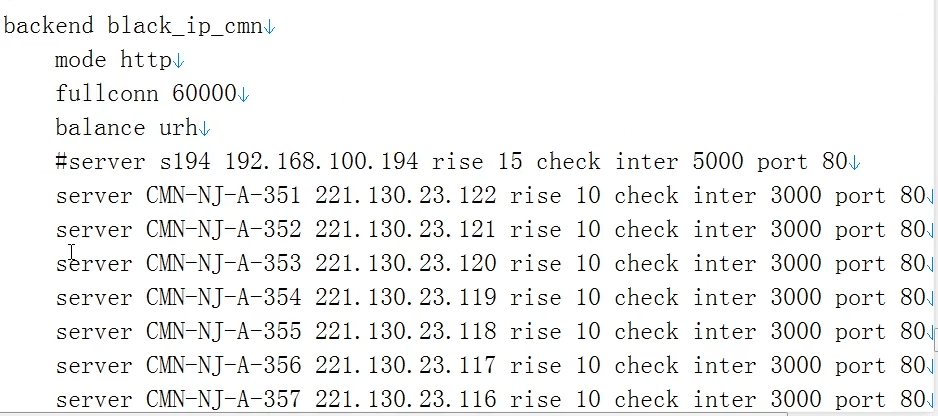 backend black_ip_cmn↓
mode http↓
fullconn 60000↓
balance urh↓
#server s194 192.168.100.194 rise 15 check inter 5000 port 80↓
server CMN-NJ-A-351 221.130.23.122 rise 10 check inter 3000 port 80↓
server CMN-NJ-A-352 221.130.23.121 rise 10 check inter 3000 port 80↓
server CMN-NJ-A-353 221.130.23.120 rise 10 check inter 3000 port 80↓
server CMN-NJ-A-354 221.130.23.119 rise 10 check inter 3000 port 80↓
server CMN-NJ-A-355 221.130.23.118 rise 10 check inter 3000 port 80↓
server CMN-NJ-A-356 221.130.23.117 rise 10 check inter 3000 port 80↓
server CMN-NJ-A-357 221.130.23.116 rise 10 check inter 3000 port 80↓